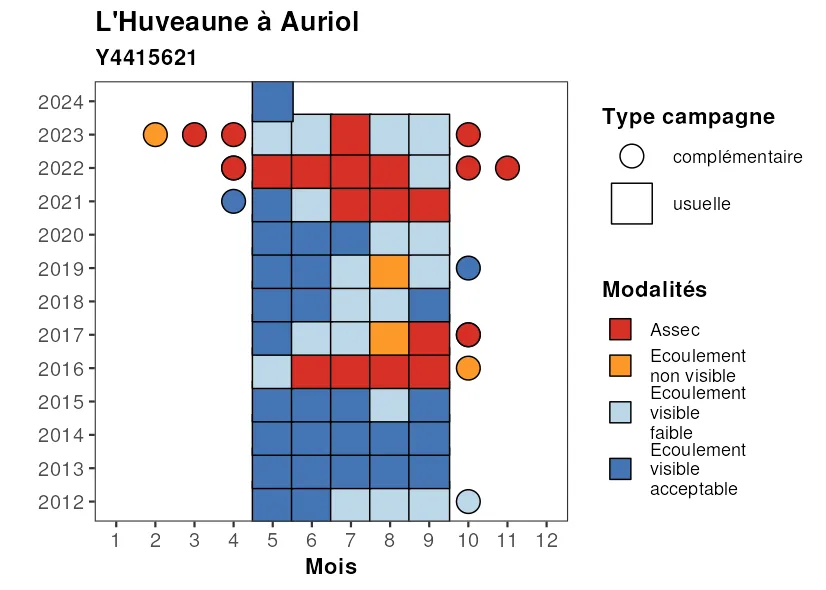 L'Huveaune à Auriol
Y4415621
2024
2023
2022
2021
2020
2019
2018
2017
2016
2015
2014
2013
2012
1 2 3 4 5 6 7 8 9 10 11 12
Mois
Type campagne
complémentaire
usuelle
Modalités
Assec
Ecoulement
non visible
Ecoulement
visible
faible
Ecoulement
visible
acceptable